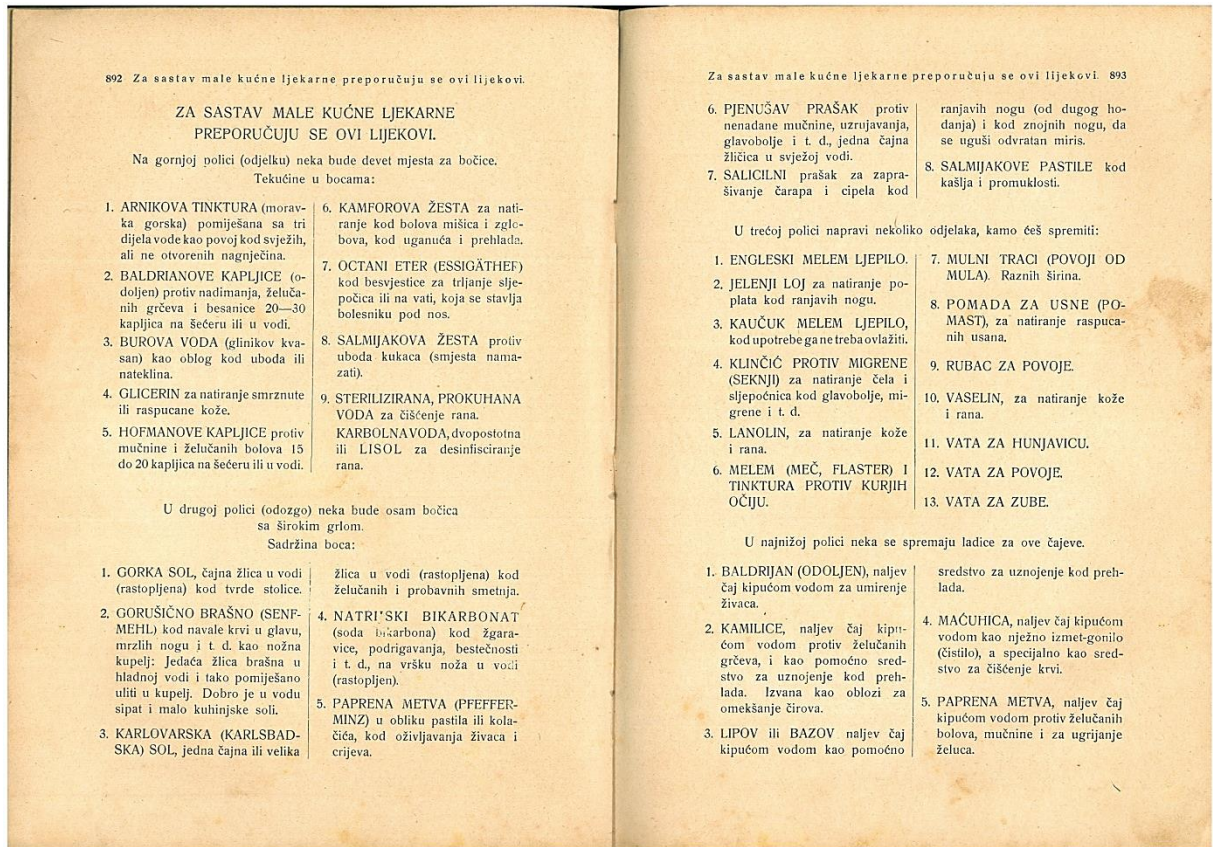 892 Za sastav male kućne ljekarne preporučuju se ovi lijekovi.
ZA SASTAV MALE KUĆNE LJEKARNE
PREPORUČUJU SE OVI LIJEKOVI.
Na gornjoj polici (odjelku) neka bude devet mjesta za bočice.
Tekućine u bocama:
1. ARNIKOVA TINKTURA (morav-
ka gorska) pomiješana sa tri
dijela vode kao povoj kod svježih,
ali ne otvorenih nagnječina.
2. BALDRIANOVE KAPLJICE (o-
doljen) protiv nadimanja, želuča-
nih grčeva i besanice 20—30
kapljica na šećeru ili u vodi.
3. BUROVA VODA (glinikov kva-
san) kao oblog kod uboda ili
nateklina.
4. GLICERIN za natiranje smrznute
ili raspucane kože.
5. HOFMANOVE KAPLJICE protiv
mučnine i želučanih bolova 15
do 20 kapljica na šećeru ili u vodi.
6. KAMFOROVA ŽESTA za nati-
ranje kod bolova mišica i zglo-
bova, kod uganuća i prehlada.
7. OCTANI ETER (ESSIGÄTHER)
kod besvjestice za trljanje slje-
počica ili na vati, koja se stavlja
bolesniku pod nos.
8. SALMIJAKOVA ŽESTA protiv
uboda kukaca (smjesta nama-
zati).
9. STERILIZIRANA, PROKUHANA
VODA za čišćenje rana.
KARBOLNA VODA, dvopostotna
ili LISOL za desinfisciranje
rana.
U drugoj polici (odozgo) neka bude osam bočica
sa širokim grlom.
Sadržina boca:
1. GORKA SOL, čajna žlica u vodi
(rastopljena) kod tvrde stolice.
2. GORUŠIČNO BRAŠNO (SENF-
MEHL) kod navale krvi u glavu,
mrzlih nogu i t. d. kao nožna
kupelj: Jedaća žlica brašna u
hladnoj vodi i tako pomiješano
uliti u kupelj. Dobro je u vodu
sipat i malo kuhinjske soli.
3. KARLOVARSKA (KARLSBAD-
SKA) SOL, jedna čajna ili velika
žlica u vodi (rastopljena) kod
želučanih i probavnih smetnja.
4. NATRIJSKI BIKARBONAT
(soda bikarbona) kod žgara-
vice, podrigavanja, bestečnosti
i t. d., na vršku noža u vodi
(rastopljen).
5. PAPRENA METVA (PFEFFER-
MINZ) u obliku pastila ili kola-
čića, kod oživljavanja živaca i
crijeva.
Za sastav male kućne ljekarne preporučuju se ovi lijekovi. 893
6. PJENUŠAV PRAŠAK protiv
nenadane mučnine, uzrujavanja,
glavobolje i t. d., jedna čajna
žličica u svježoj vodi.
7. SALICILNI prašak za zapra-
šivanje čarapa i cipela kod
ranjavih nogu (od dugog ho-
danja) i kod znojnih nogu, da
se uguši odvratan miris.
8. SALMIJAKOVE PASTILE kod
kašlja i promuklosti.
U trećoj polici napravi nekoliko odjelaka, kamo ćeš spremiti:
1. ENGLESKI MELEM LJEPILO.
2. JELENJI LOJ za natiranje po-
plata kod ranjavih nogu.
3. KAUČUK MELEM LJEPILO,
kod upotrebe ga ne treba ovlažiti.
4. KLINČIĆ PROTIV MIGRENE
(SEKNJI) za natiranje čela i
sljepoćnica kod glavobolje, mi-
grene i t. d.
5. LANOLIN, za natiranje kože
i rana.
6. MELEM (MEČ, FLASTER) I
TINKTURA PROTIV KURJIH
OČIJU.
7. MULNI TRACI (POVOJI OD
MULA). Raznih širina.
8. POMADA ZA USNE (PO-
MAST), za natiranje raspuca-
nih usana.
9. RUBAC ZA POVOJE.
10. VASELIN, za natiranje kože
i rana.
11. VATA ZA HUNJAVICU.
12. VATA ZA POVOJE.
13. VATA ZA ZUBE.
U najnižoj polici neka se spremaju ladice za ove čajeve.
1. BALDRIJAN (ODOLJEN), naljev
čaj kipućom vodom za umirenje
živaca.
2. KAMILICE, naljev čaj kipu-
ćom vodom protiv želučanih
grčeva, i kao pomoćno sred-
stvo za uznojenje kod preh-
lada. Izvana kao oblozi za
omekšanje čirova.
3. LIPOV ili BAZOV naljev čaj
kipućom vodom kao pomoćno
sredstvo za uznojenje kod preh-
lada.
4. MAĆUHICA, naljev čaj kipućom
vodom kao nježno izmet-gonilo
(čistilo), a specijalno kao sred-
stvo za čišćenje krvi.
5. PAPRENA METVA, naljev čaj
kipućom vodom protiv želučanih
bolova, mučnine i za ugrijanje
želuca.